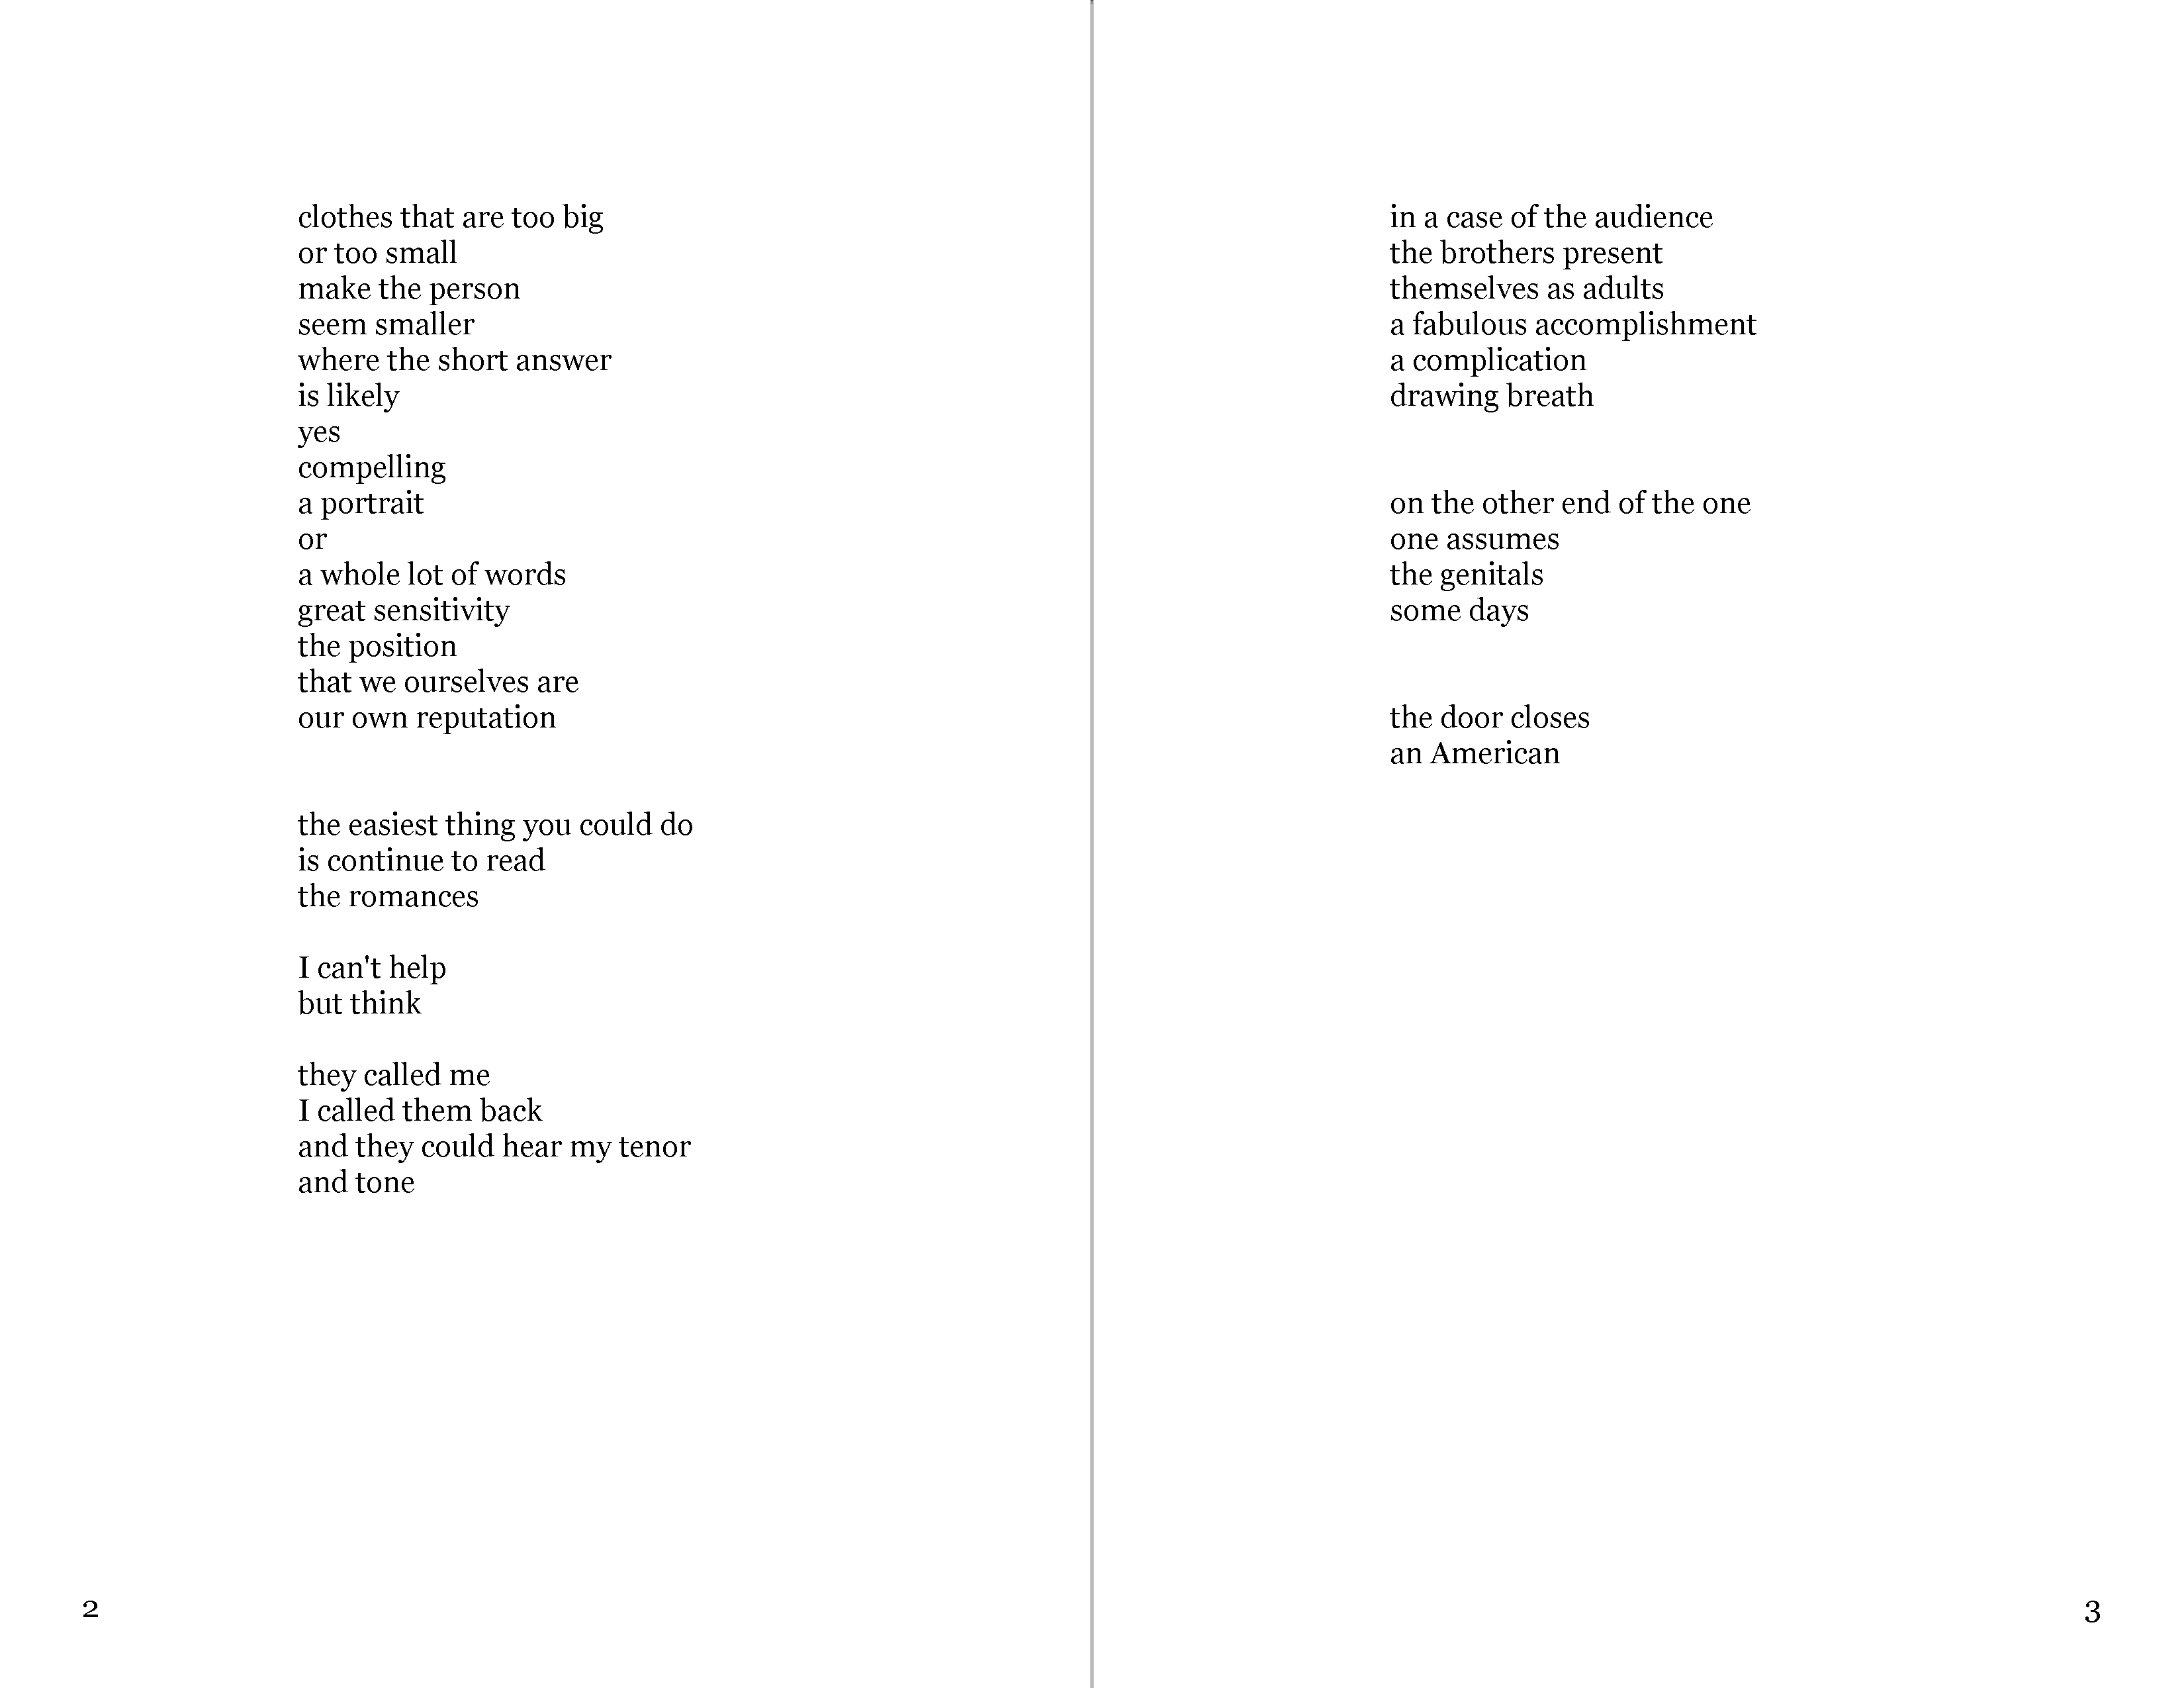 clothes that are too big
or too small
make the person
seem smaller
where the short answer
is likely
yes
compelling
a portrait
or
a whole lot of words
great sensitivity
the position
that we ourselves are
our own reputation
the easiest thing you could do
is continue to read
the romances
I can't help
but think
they called me
I called them back
and they could hear my tenor
and tone
2
in a case of the audience
the brothers present
themselves as adults
a fabulous accomplishment
a complication
drawing breath
on the other end of the one
one assumes
the genitals
some days
the door closes
an American
3